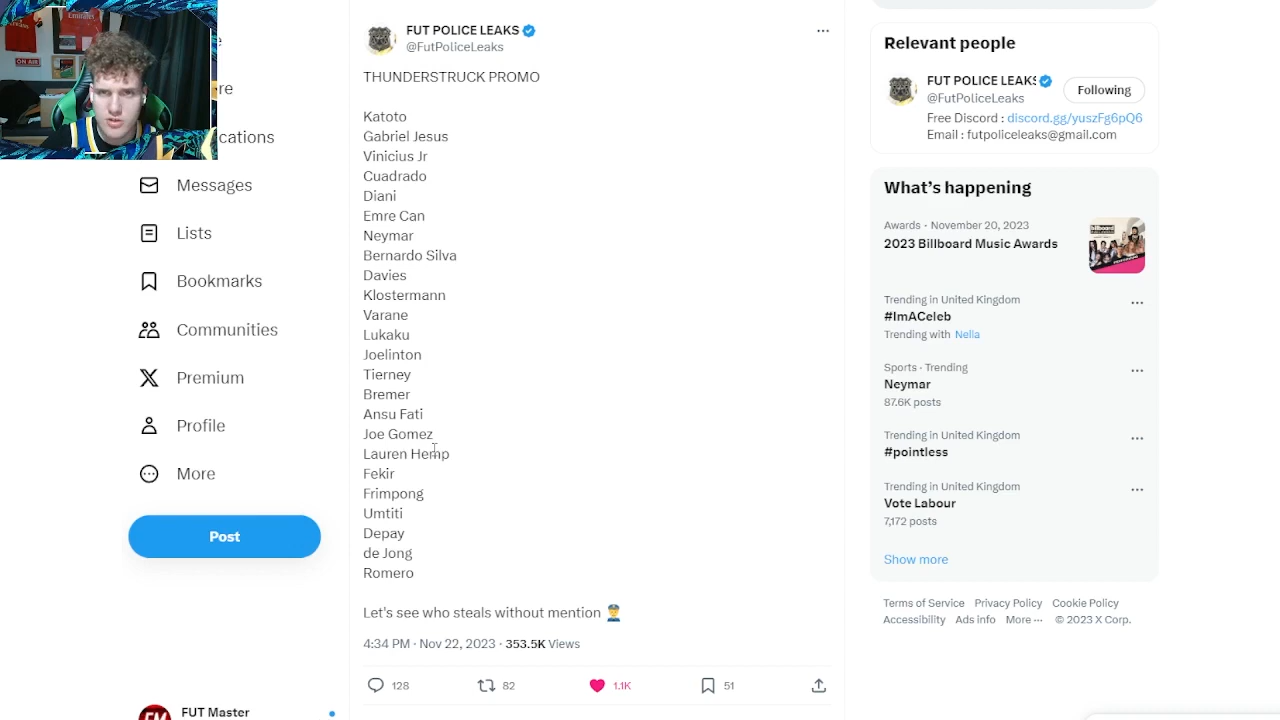 ON AIR
re
cations
Messages
Lists
Bookmarks
Communities
Premium
Profile
More
Post
FUT Master
FUT POLICE LEAKS
@FutPoliceLeaks
THUNDERSTRUCK PROMO
Katoto
Gabriel Jesus
Vinicius Jr
Cuadrado
Diani
Emre Can
Neymar
Bernardo Silva
Davies
Klostermann
Varane
Lukaku
Joelinton
Tierney
Bremer
Ansu Fati
Joe Gomez
Lauren Hemp
Fekir
Frimpong
Umtiti
Depay
de Jong
Romero
Let's see who steals without mention
4:34 PM · Nov 22, 2023 · 353.5K Views
128 82 1.1K 51
Relevant people
FUT POLICE LEAKS
@FutPoliceLeaks
Following
Free Discord : discord.gg/yuszFg6pQ6
Email : futpoliceleaks@gmail.com
What's happening
Awards · November 20, 2023
2023 Billboard Music Awards
Trending in United Kingdom
#ImACeleb
Trending with Nella
Sports · Trending
Neymar
87.6K posts
Trending in United Kingdom
#pointless
Trending in United Kingdom
Vote Labour
7,172 posts
Show more
Terms of Service Privacy Policy Cookie Policy
Accessibility Ads info More ··· © 2023 X Corp.